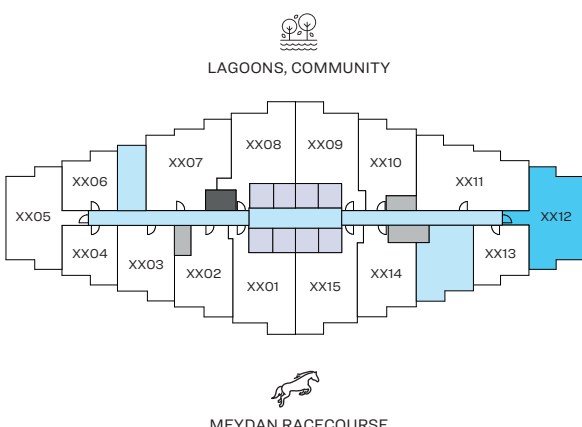 LAGOONS, COMMUNITY
XX08 XX09
XX07 XX10
XX06 XX11
XX05 XX12
XX04 XX03 XX02 XX14 XX13
XX01 XX15
MEYDAN RACECOURSE